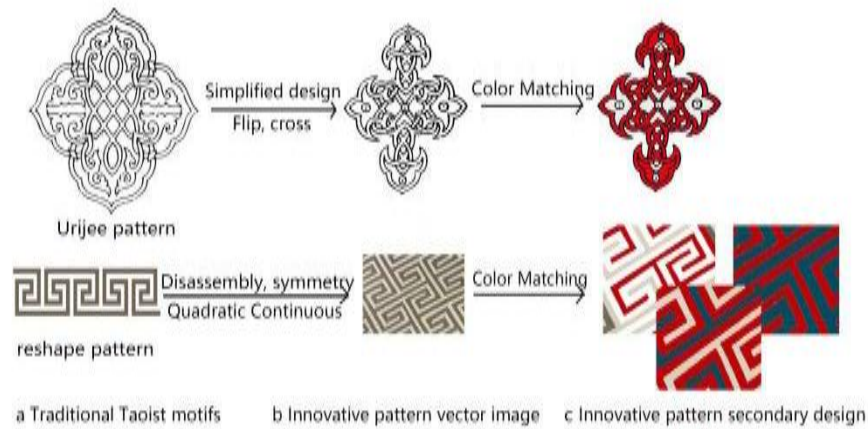 Simplified design
Flip, cross
Color Matching
Urijee pattern
Disassembly, symmetry
Quadratic Continuous
Color Matching
reshape pattern
a Traditional Taoist motifs
b Innovative pattern vector image
c Innovative pattern secondary design